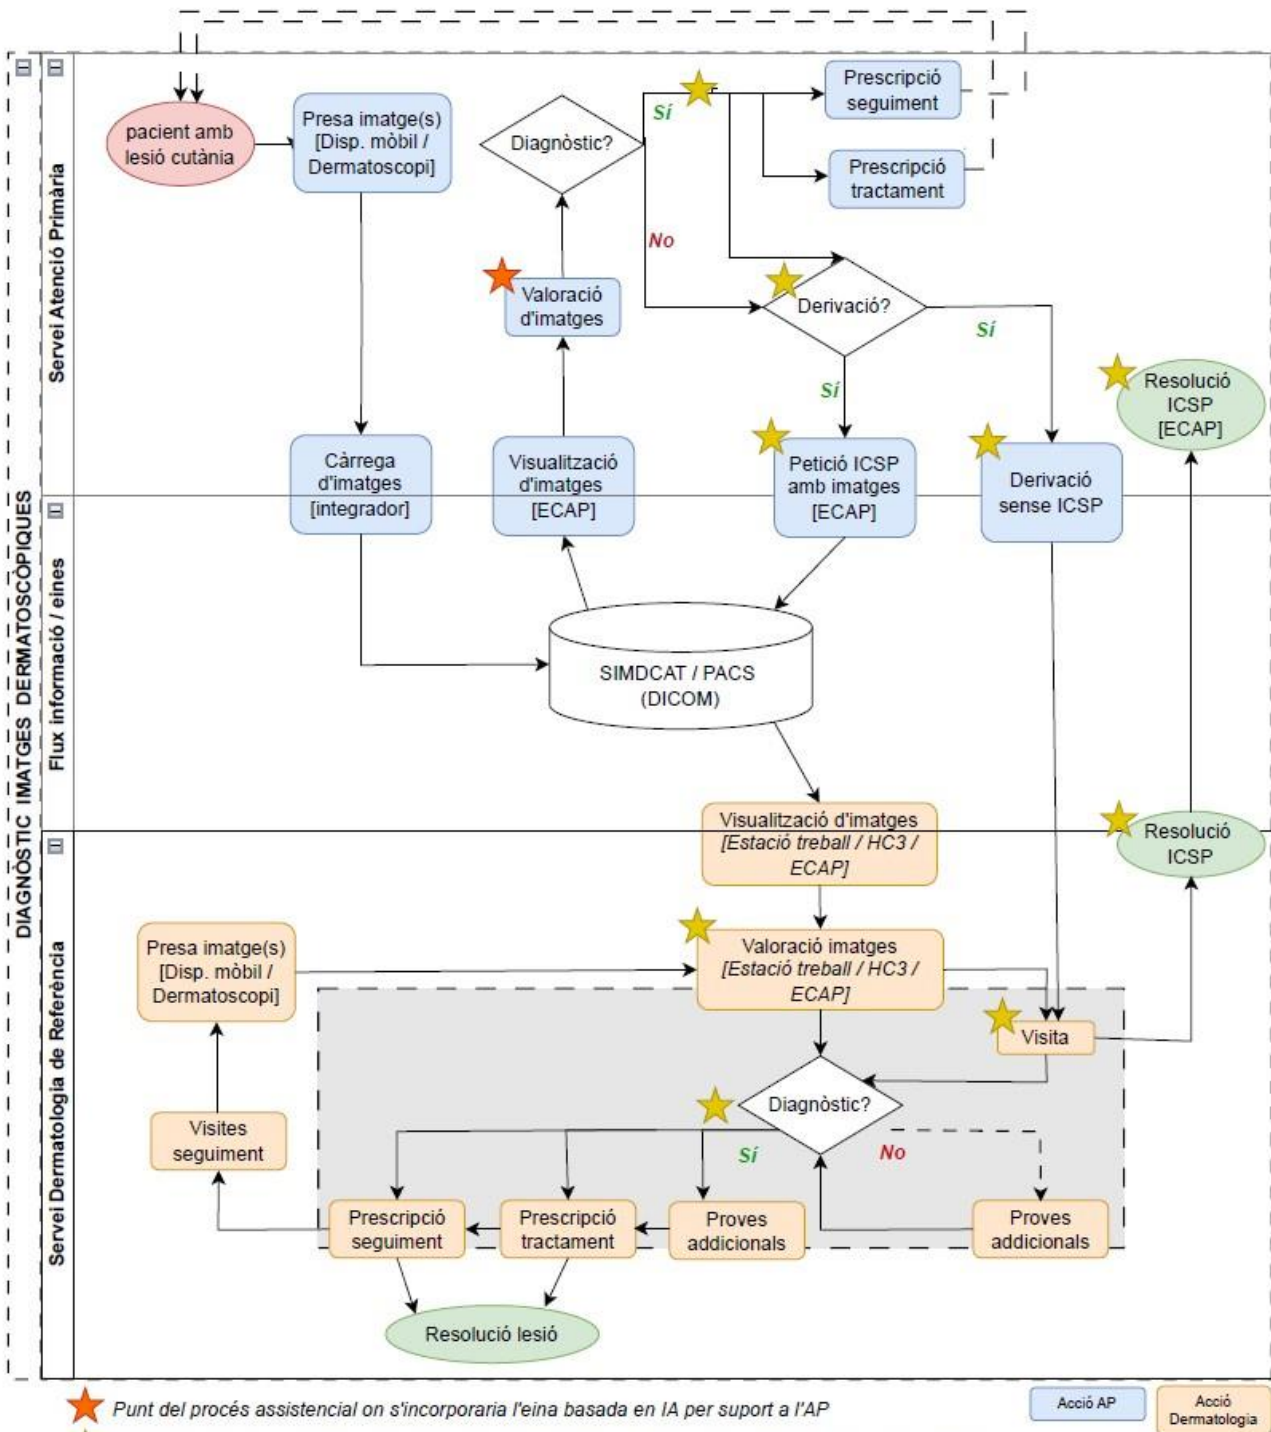 DIAGNÒSTIC IMATGES DERMATOSCÒPIQUES
Servei Atenció Primària
pacient amb
lesió cutània
Presa imatge(s)
[Disp. mòbil /
Dermatoscopi]
Diagnòstic?
Sí
No
Prescripció
seguiment
Prescripció
tractament
Valoració
d'imatges
Derivació?
Sí
Sí
Resolució
ICSP
[ECAP]
Càrrega
d'imatges
[integrador]
Visualització
d'imatges
[ECAP]
Petició ICSP
amb imatges
[ECAP]
Derivació
sense ICSP
Flux informació / eines
SIMDCAT / PACS
(DICOM)
Visualització d'imatges
[Estació treball / HC3 /
ECAP]
Resolució
ICSP
Servei Dermatologia de Referència
Presa imatge(s)
[Disp. mòbil /
Dermatoscopi]
Valoració imatges
[Estació treball / HC3 /
ECAP]
Visita
Diagnòstic?
Sí
No
Visites
seguiment
Prescripció
seguiment
Prescripció
tractament
Proves
addicionals
Proves
addicionals
Resolució lesió
Punt del procés assistencial on s'incorporaria l'eina basada en IA per suport a l'AP
Acció AP
Acció
Dermatologia